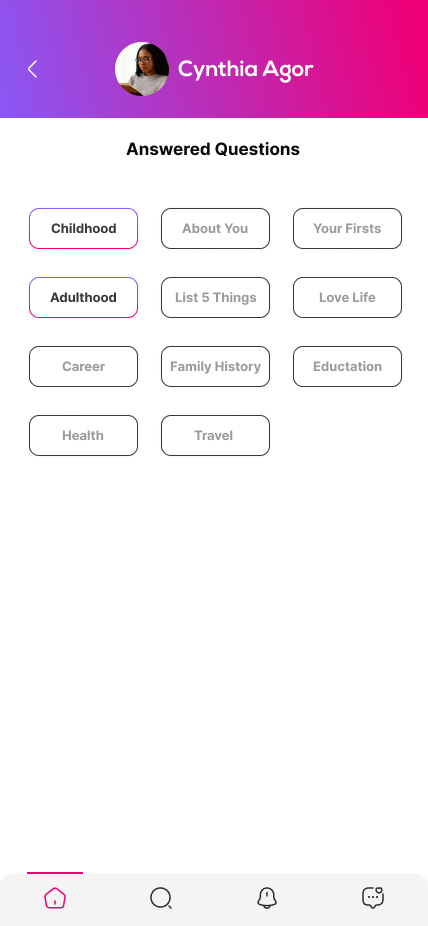 Cynthia Agor
Answered Questions
Childhood
About You
Your Firsts
Adulthood
List 5 Things
Love Life
Career
Family History
Eductation
Health
Travel